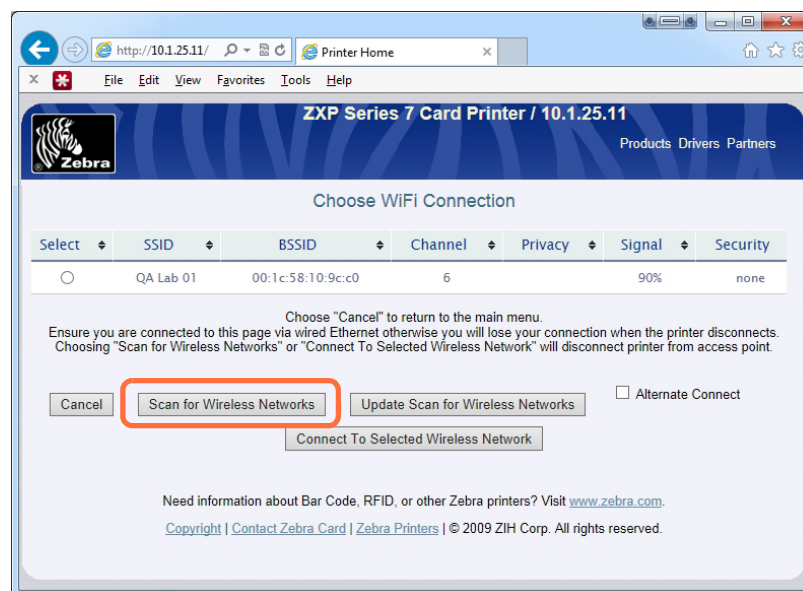 http://10.1.25.11/
Printer Home
File Edit View Favorites Tools Help
ZXP Series 7 Card Printer / 10.1.25.11
Zebra
Products Drivers Partners
Choose WiFi Connection
Select SSID BSSID Channel Privacy Signal Security
QA Lab 01 00:1c:58:10:9c:c0 6 90% none
Choose "Cancel" to return to the main menu.
Ensure you are connected to this page via wired Ethernet otherwise you will lose your connection when the printer disconnects.
Choosing "Scan for Wireless Networks" or "Connect To Selected Wireless Network" will disconnect printer from access point.
Cancel Scan for Wireless Networks Update Scan for Wireless Networks Alternate Connect
Connect To Selected Wireless Network
Need information about Bar Code, RFID, or other Zebra printers? Visit www.zebra.com.
Copyright | Contact Zebra Card | Zebra Printers | © 2009 ZIH Corp. All rights reserved.